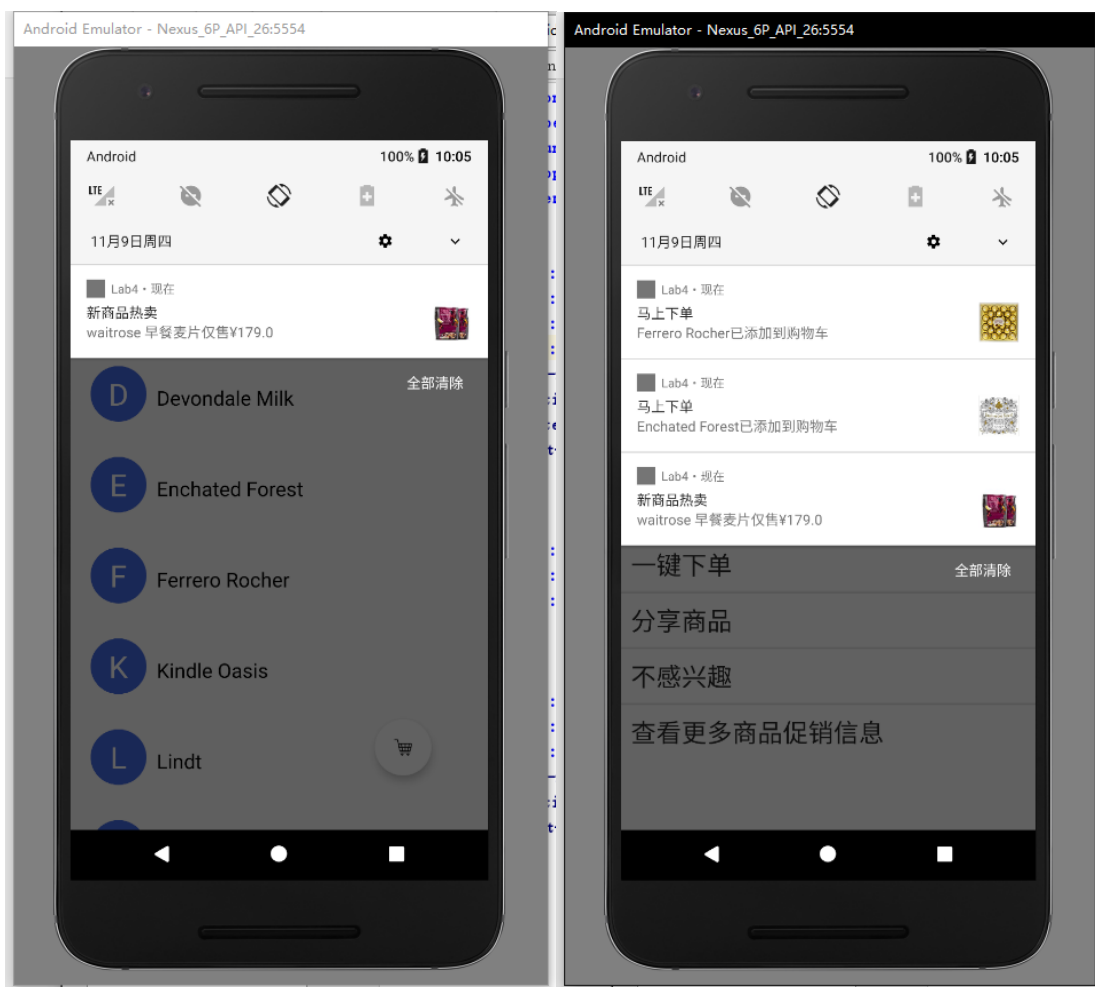 Android Emulator - Nexus_6P_API_26:5554
Android
100%
10:05
LTE
11月9日周四
Lab4 • 现在
新商品热卖
waitrose 早餐麦片仅售¥179.0
全部清除
D
Devondale Milk
E
Enchated Forest
F
Ferrero Rocher
K
Kindle Oasis
L
Lindt
Android Emulator - Nexus_6P_API_26:5554
Android
100%
10:05
LTE
11月9日周四
Lab4 • 现在
马上下单
Ferrero Rocher已添加到购物车
Lab4 • 现在
马上下单
Enchated Forest已添加到购物车
Lab4 • 现在
新商品热卖
waitrose 早餐麦片仅售¥179.0
一键下单
全部清除
分享商品
不感兴趣
查看更多商品促销信息